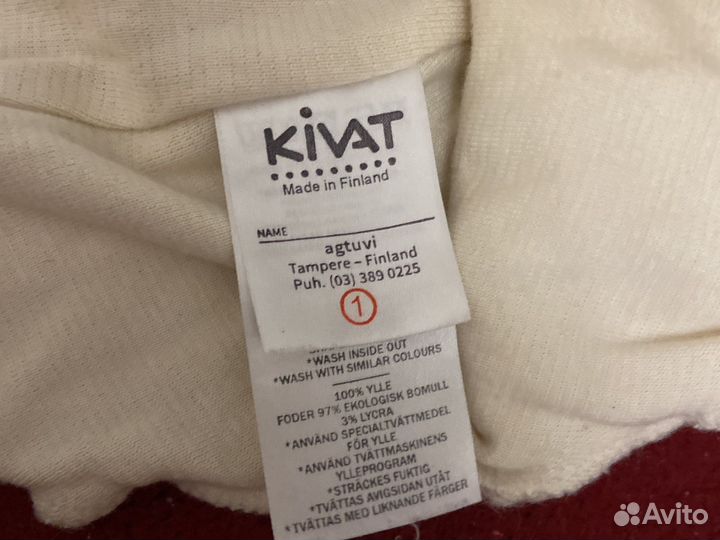 KiVAT
Made in Finland
NAME
agtuvi
Tampere – Finland
Puh. (03) 389 0225
1
*WASH INSIDE OUT
*WASH WITH SIMILAR COLOURS
100% YLLE
FODER 97% EKOLOGISK BOMULL
3% LYCRA
*ANVÄND SPECIALTVÄTTMEDEL
FÖR YLLE
*ANVÄND TVÄTTMASKINENS
YLLEPROGRAM
*STRÄCKES FUKTIG
*TVÄTTAS AVIGSIDAN UTÅT
*TVÄTTAS MED LIKNANDE FÄRGER
Avito